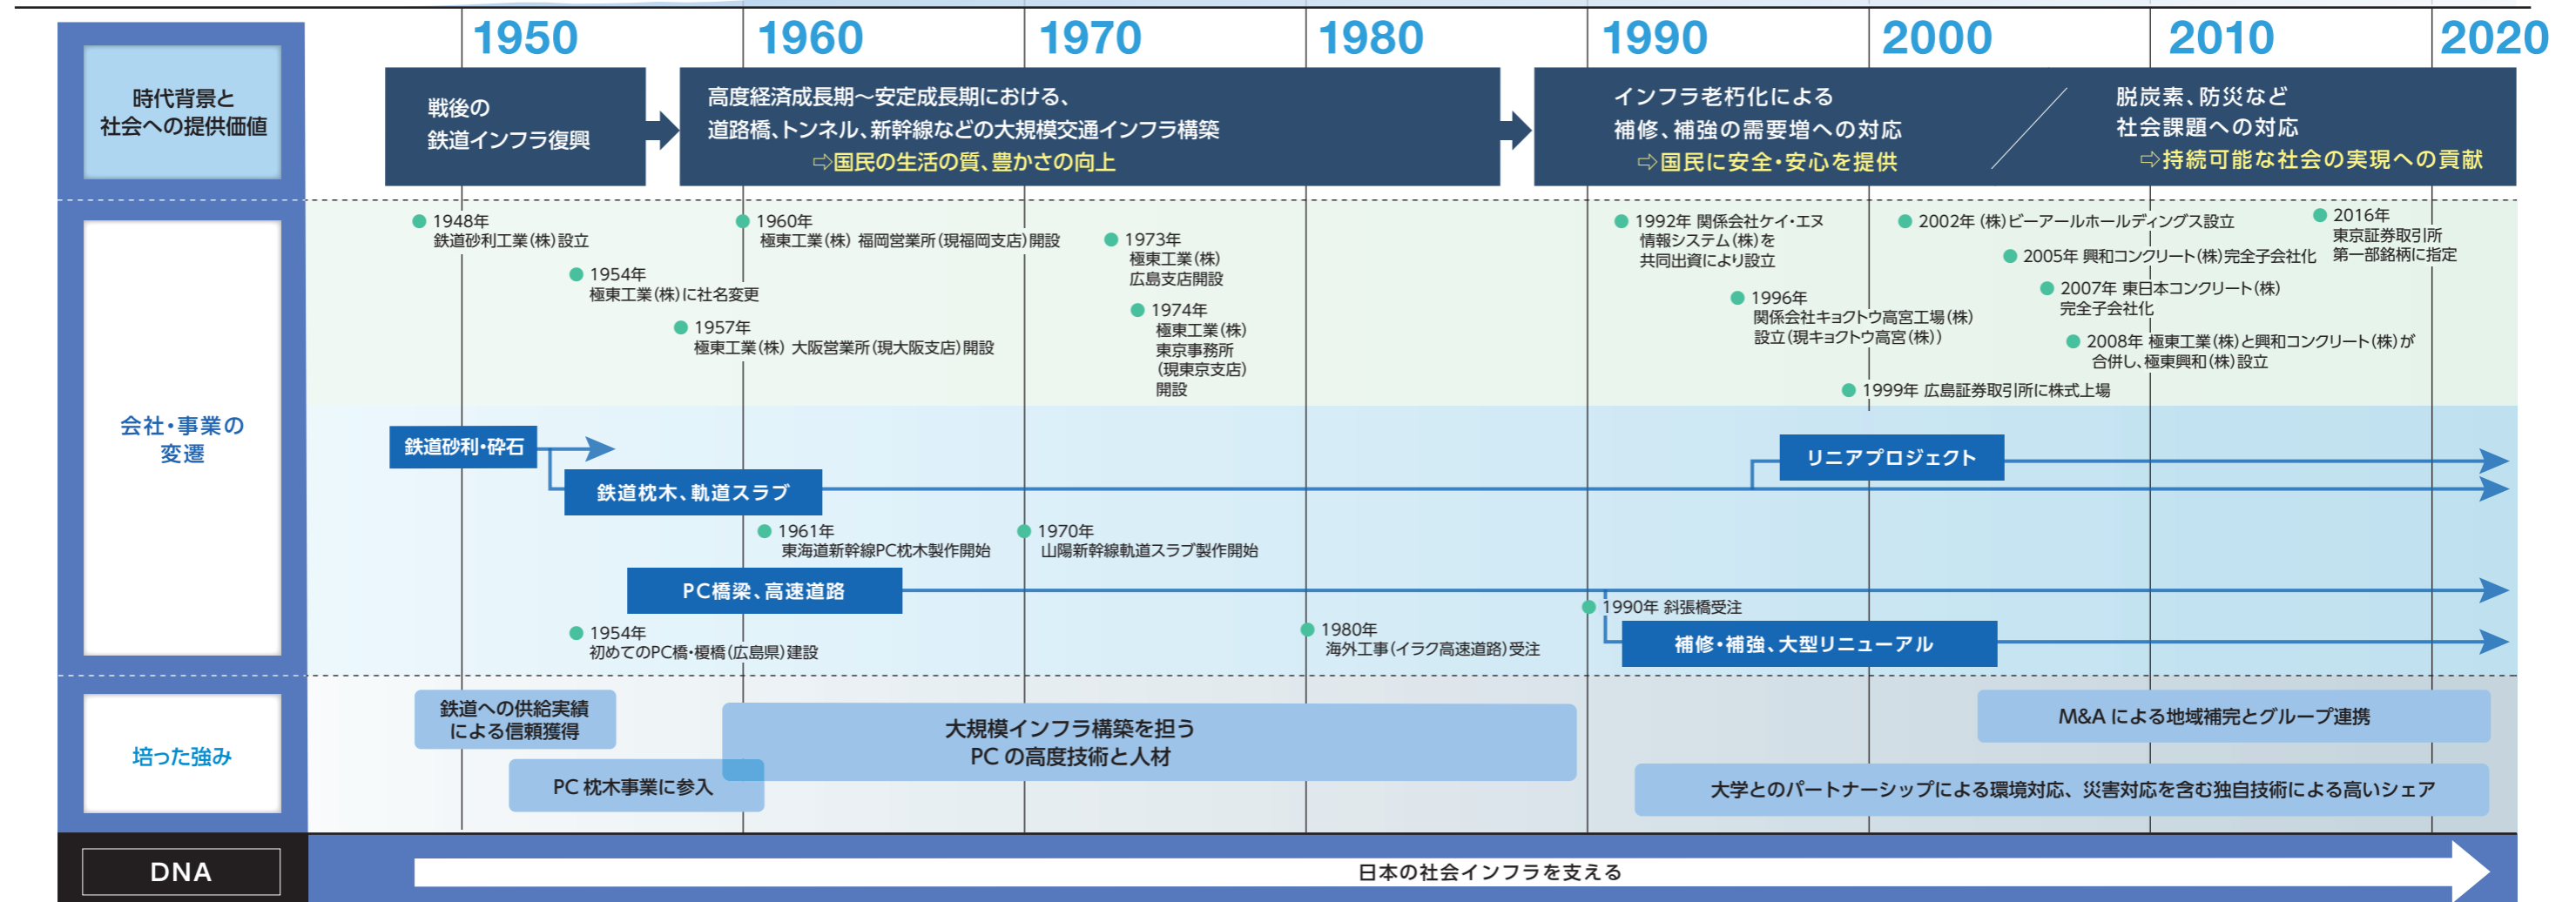 1950
1960
1970
1980
1990
2000
2010
2020
時代背景と
社会への提供価値
戦後の
鉄道インフラ復興
高度経済成長期～安定成長期における、
道路橋、トンネル、新幹線などの大規模交通インフラ構築
⇨国民の生活の質、豊かさの向上
インフラ老朽化による
補修、補強の需要増への対応
⇨国民に安全・安心を提供
脱炭素、防災など
社会課題への対応
⇨持続可能な社会の実現への貢献
会社・事業の
変遷
1948年
鉄道砂利工業(株)設立
1954年
極東工業(株)に社名変更
1957年
極東工業(株) 大阪営業所(現大阪支店)開設
1960年
極東工業(株) 福岡営業所(現福岡支店)開設
1973年
極東工業(株)
広島支店開設
1974年
極東工業(株)
東京事務所
(現東京支店)
開設
1992年 関係会社ケイ・エヌ
情報システム(株)を
共同出資により設立
1996年
関係会社キョクトウ高宮工場(株)
設立(現キョクトウ高宮(株))
1999年 広島証券取引所に株式上場
2002年 (株)ビーアールホールディングス設立
2005年 興和コンクリート(株)完全子会社化
2007年 東日本コンクリート(株)
完全子会社化
2008年 極東工業(株)と興和コンクリート(株)が
合併し、極東興和(株)設立
2016年
東京証券取引所
第一部銘柄に指定
鉄道砂利・砕石
鉄道枕木、軌道スラブ
リニアプロジェクト
1961年
東海道新幹線PC枕木製作開始
1970年
山陽新幹線軌道スラブ製作開始
PC橋梁、高速道路
1954年
初めてのPC橋・榎橋(広島県)建設
1980年
海外工事(イラク高速道路)受注
1990年 斜張橋受注
補修・補強、大型リニューアル
培った強み
鉄道への供給実績
による信頼獲得
PC 枕木事業に参入
大規模インフラ構築を担う
PC の高度技術と人材
M&A による地域補完とグループ連携
大学とのパートナーシップによる環境対応、災害対応を含む独自技術による高いシェア
DNA
日本の社会インフラを支える